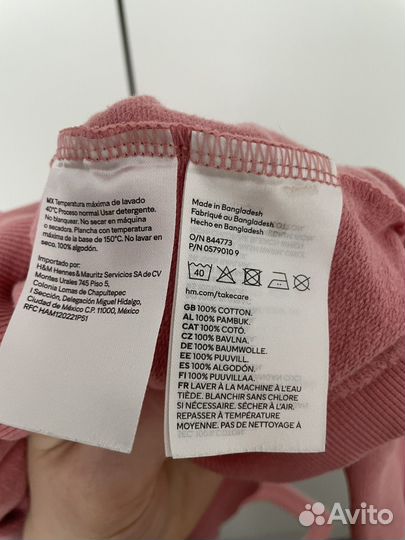 MX Temperatura máxima de lavado
40°C Proceso normal Usar detergente.
No blanquear. No secar en máquina
o secadora. Plancha con temperatura
máxima de la base de 150°C. No lavar en
seco. 100% algodón.
Importado por:
H&M Hennes & Mauritz Servicios SA de CV
Montes Urales 745 Piso 5,
Colonia Lomas de Chapultepec
I Sección, Delegación Miguel Hidalgo,
Ciudad de México C.P. 11000, México
RFC HAM120221P51
Made in Bangladesh
Fabriqué au Bangladesh
Hecho en Bangladesh
O/N 844773
P/N 0579010 9
40
hm.com/takecare
GB 100% COTTON.
AL 100% PAMBUK.
CAT 100% COTÓ.
CZ 100% BAVLNA.
DE 100% BAUMWOLLE.
EE 100% PUUVILL.
ES 100% ALGODÓN.
FI 100% PUUVILLAA.
FR LAVER À LA MACHINE À L'EAU
TIÈDE. BLANCHIR SANS CHLORE
SI NÉCESSAIRE. SÉCHER À L'AIR.
REPASSER À TEMPÉRATURE
MOYENNE. PAS DE NETTOYAGE À
Avito